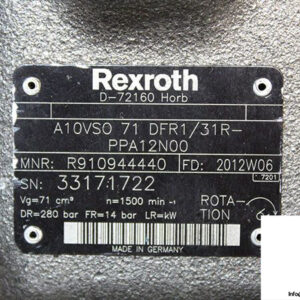 Rexroth
D-72160 Horb
A10VSO 71 DFR1/31R-
PPA12N00
MNR: R910944440 FD: 2012W06
7201
SN: 33171722
Vg=71 cm³ n=1500 min⁻¹ ROTA-
DR=280 bar FR=14 bar LR=kW TION
MADE IN GERMANY